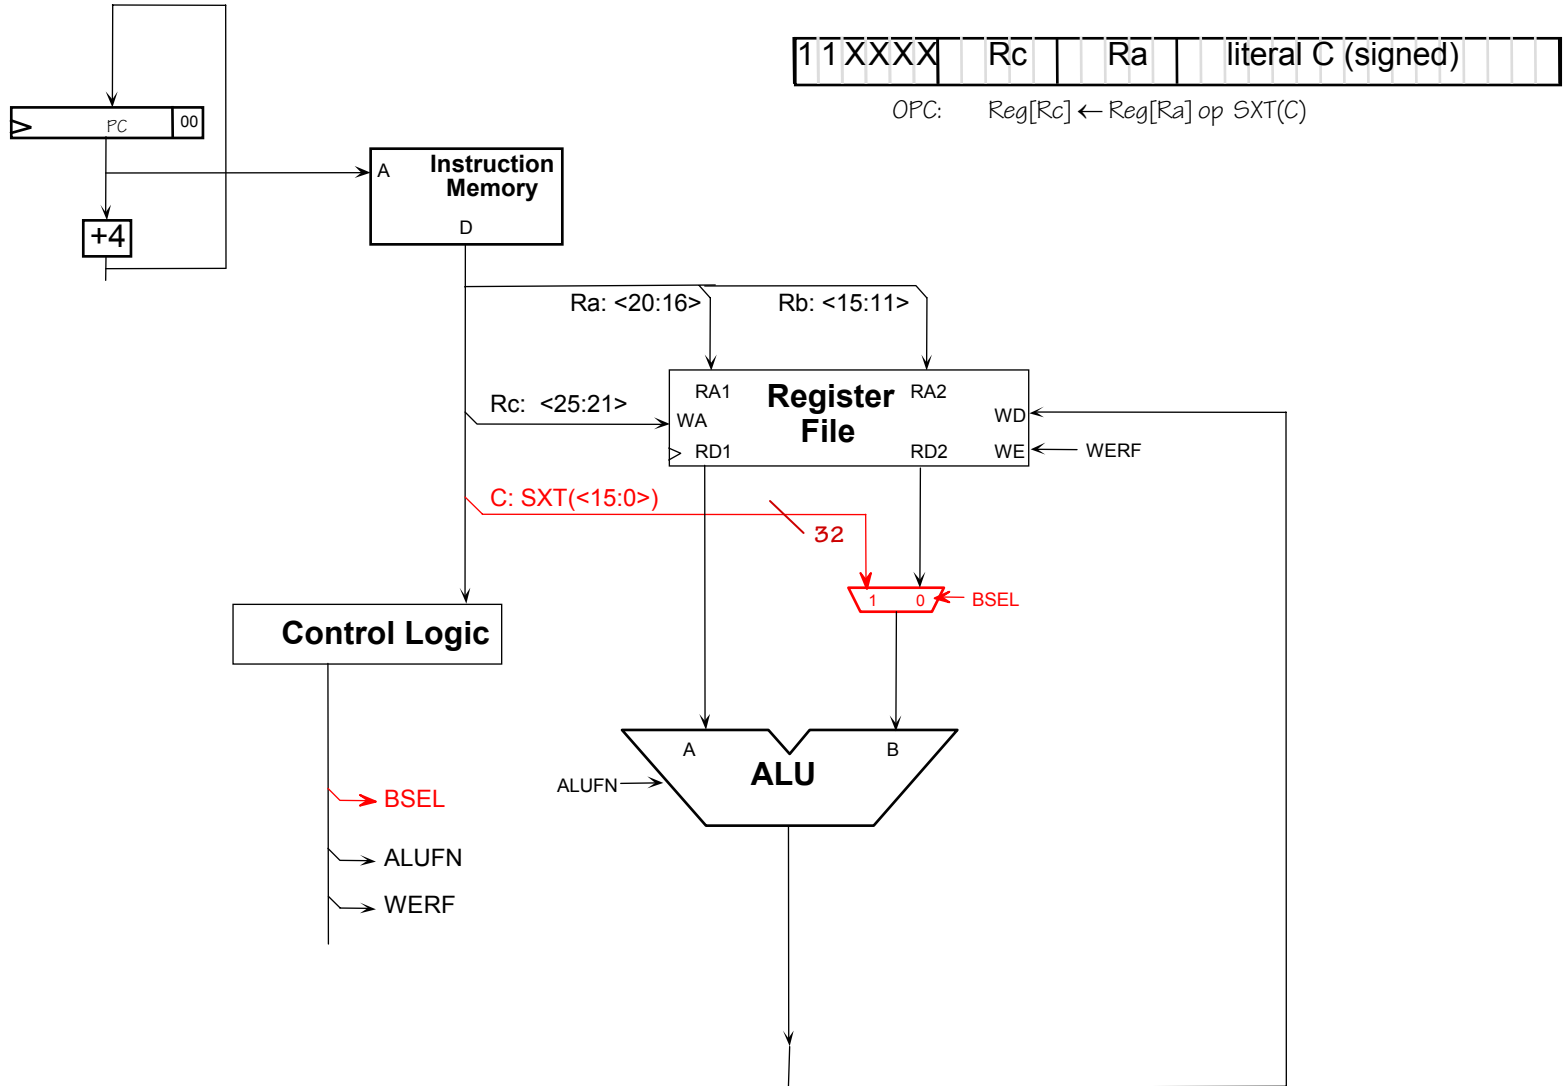 11XXXX Rc Ra literal C (signed)
OPC: Reg[Rc] ← Reg[Ra] op SXT(C)
PC 00
+4
A
Instruction
Memory
D
Ra: <20:16>
Rb: <15:11>
Rc: <25:21>
RA1
RA2
Register
File
WA
WD
RD1
RD2
WE
WERF
C: SXT(<15:0>)
32
1 0
BSEL
Control Logic
A
B
ALU
ALUFN
BSEL
ALUFN
WERF